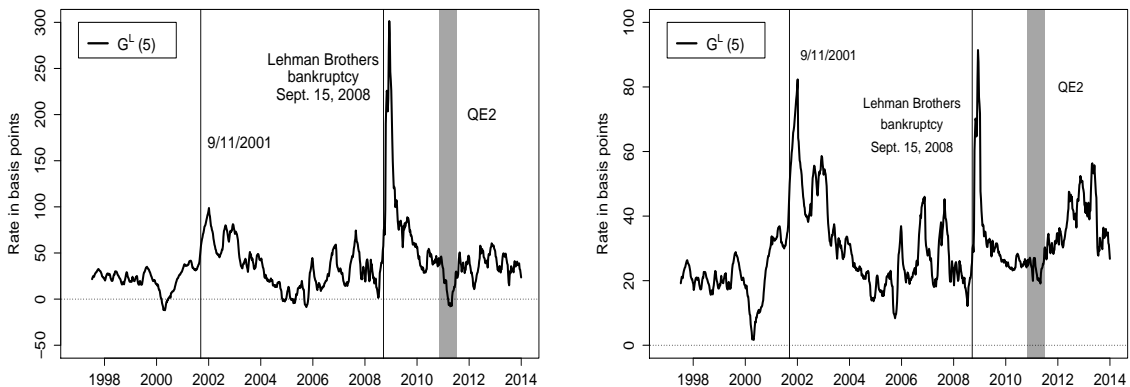 G^L (5)
Lehman Brothers
bankruptcy
Sept. 15, 2008
QE2
9/11/2001
Rate in basis points
300
250
200
150
100
50
0
−50
1998 2000 2002 2004 2006 2008 2010 2012 2014
G^L (5)
9/11/2001
QE2
Lehman Brothers
bankruptcy
Sept. 15, 2008
Rate in basis points
100
80
60
40
20
0
1998 2000 2002 2004 2006 2008 2010 2012 2014